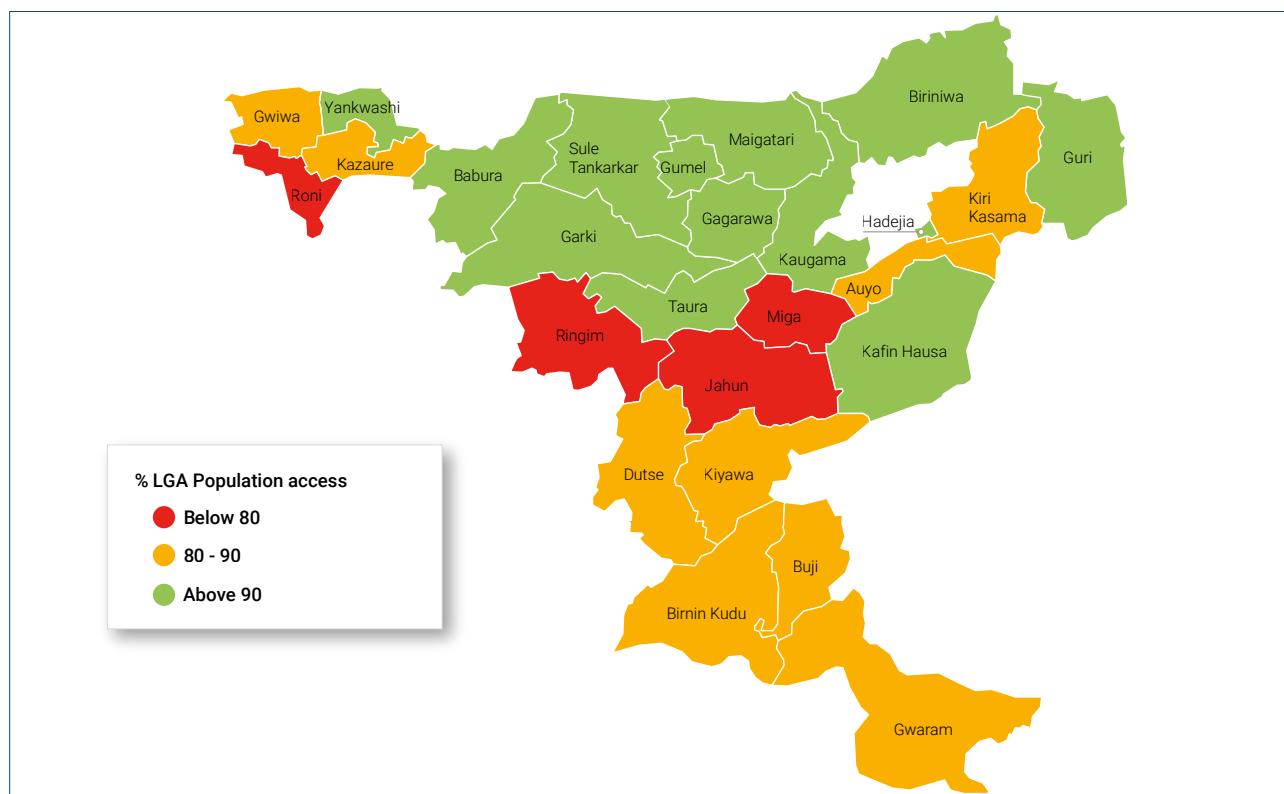 Biriniwa
Yankwashi
Gwiwa
Maigatari
Sule
Tankarkar
Gumel
Guri
Kazaure
Babura
Roni
Kiri
Kasama
Gagarawa
Hadejia
Garki
Kaugama
Auyo
Taura
Miga
Ringim
Kafin Hausa
Jahun
Dutse
Kiyawa
% LGA Population access
Below 80
80 - 90
Above 90
Buji
Birnin Kudu
Gwaram